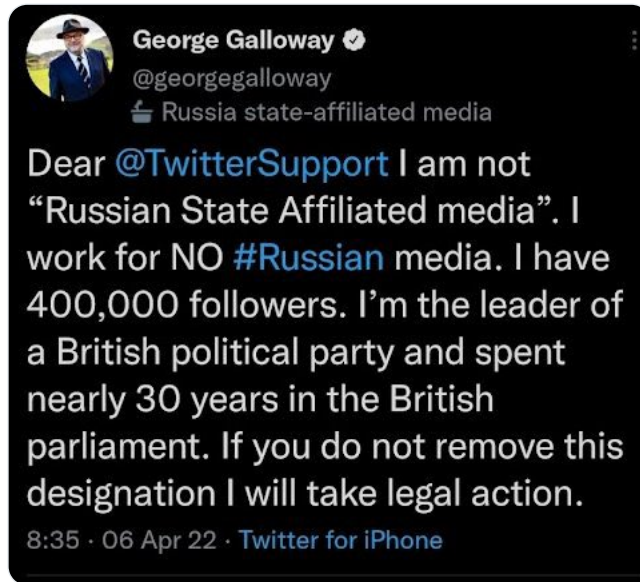 George Galloway
@georgegalloway
Russia state-affiliated media
Dear @TwitterSupport I am not
“Russian State Affiliated media”. I
work for NO #Russian media. I have
400,000 followers. I’m the leader of
a British political party and spent
nearly 30 years in the British
parliament. If you do not remove this
designation I will take legal action.
8:35 · 06 Apr 22 · Twitter for iPhone